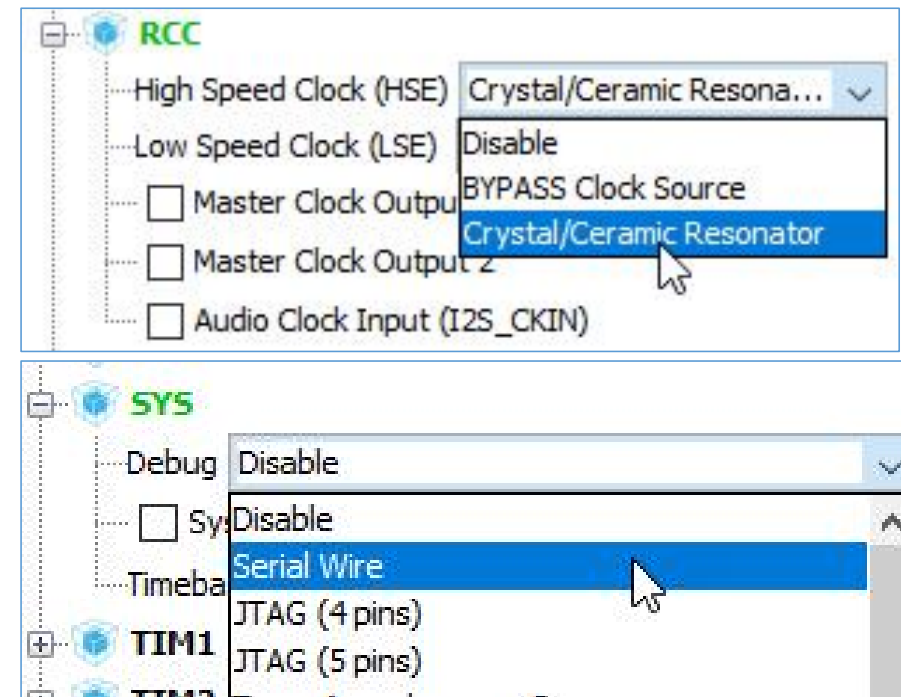 RCC
High Speed Clock (HSE) Crystal/Ceramic Resona...
Low Speed Clock (LSE) Disable
BYPASS Clock Source
Master Clock Outpu
Crystal/Ceramic Resonator
Master Clock Output 2
Audio Clock Input (I2S_CKIN)
SYS
Debug Disable
Sy Disable
Serial Wire
Timeba
JTAG (4 pins)
TIM1
JTAG (5 pins)